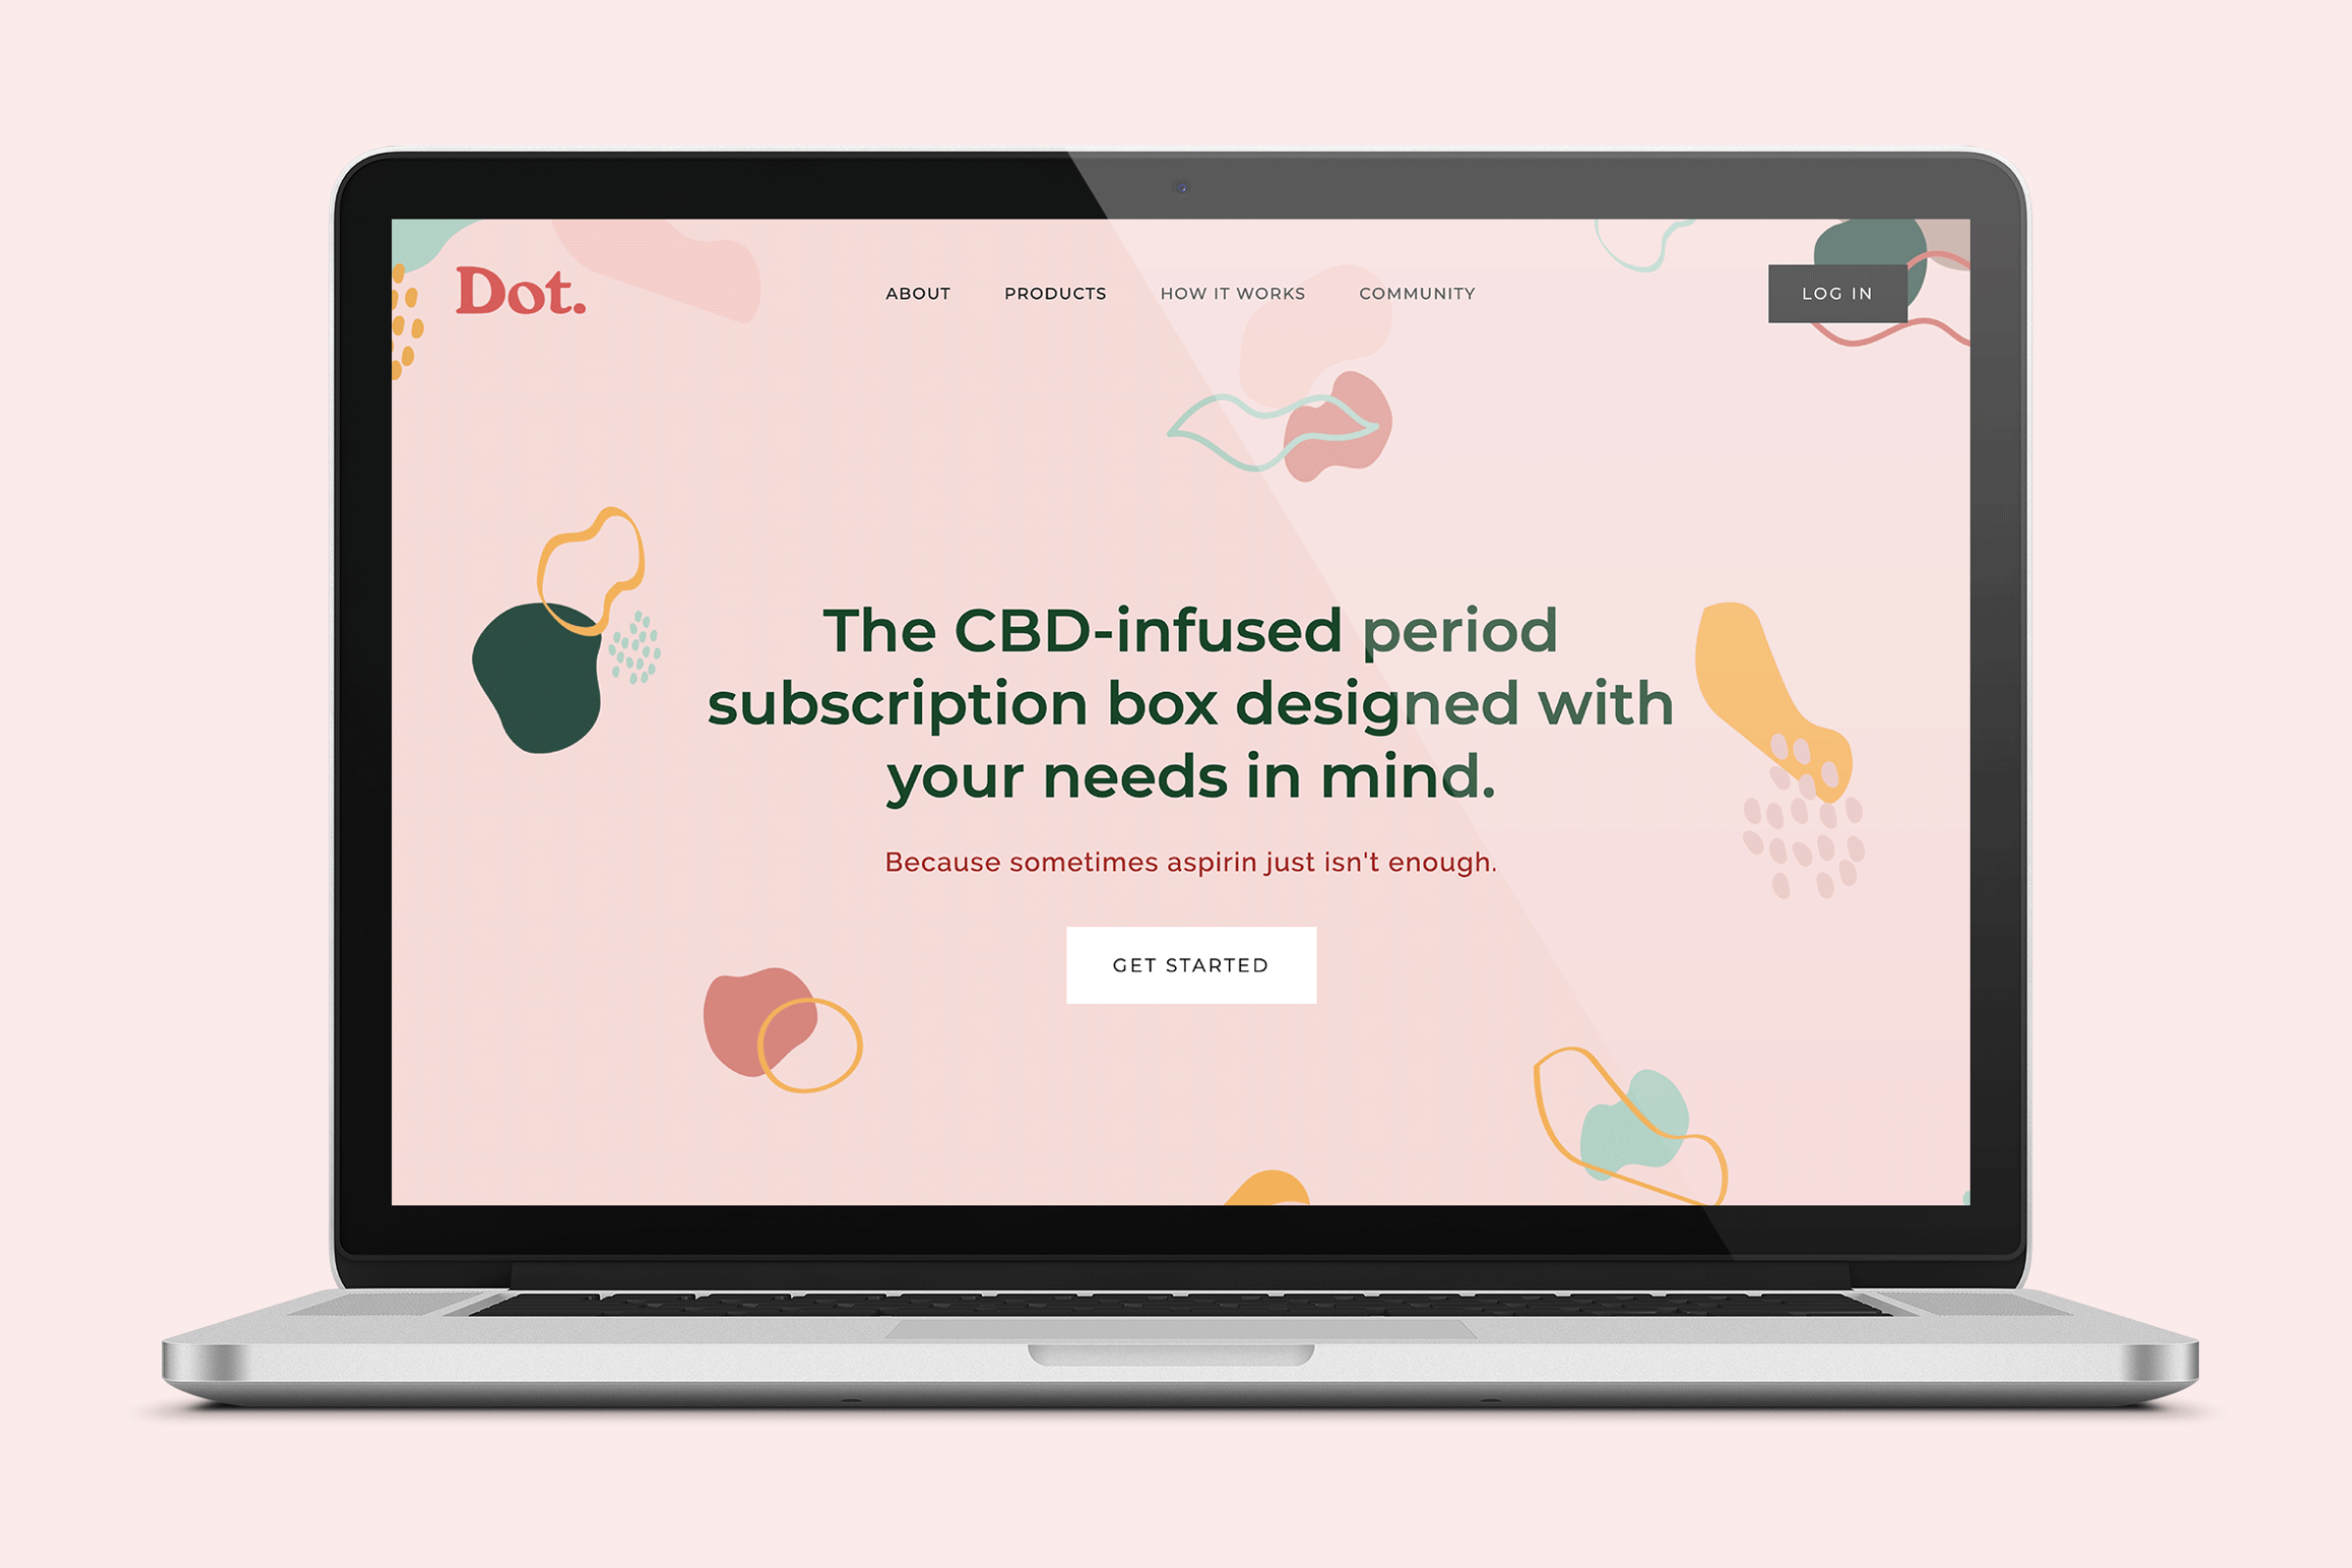 Dot.
ABOUT
PRODUCTS
HOW IT WORKS
COMMUNITY
LOG IN
The CBD-infused period
subscription box designed with
your needs in mind.
Because sometimes aspirin just isn't enough.
GET STARTED